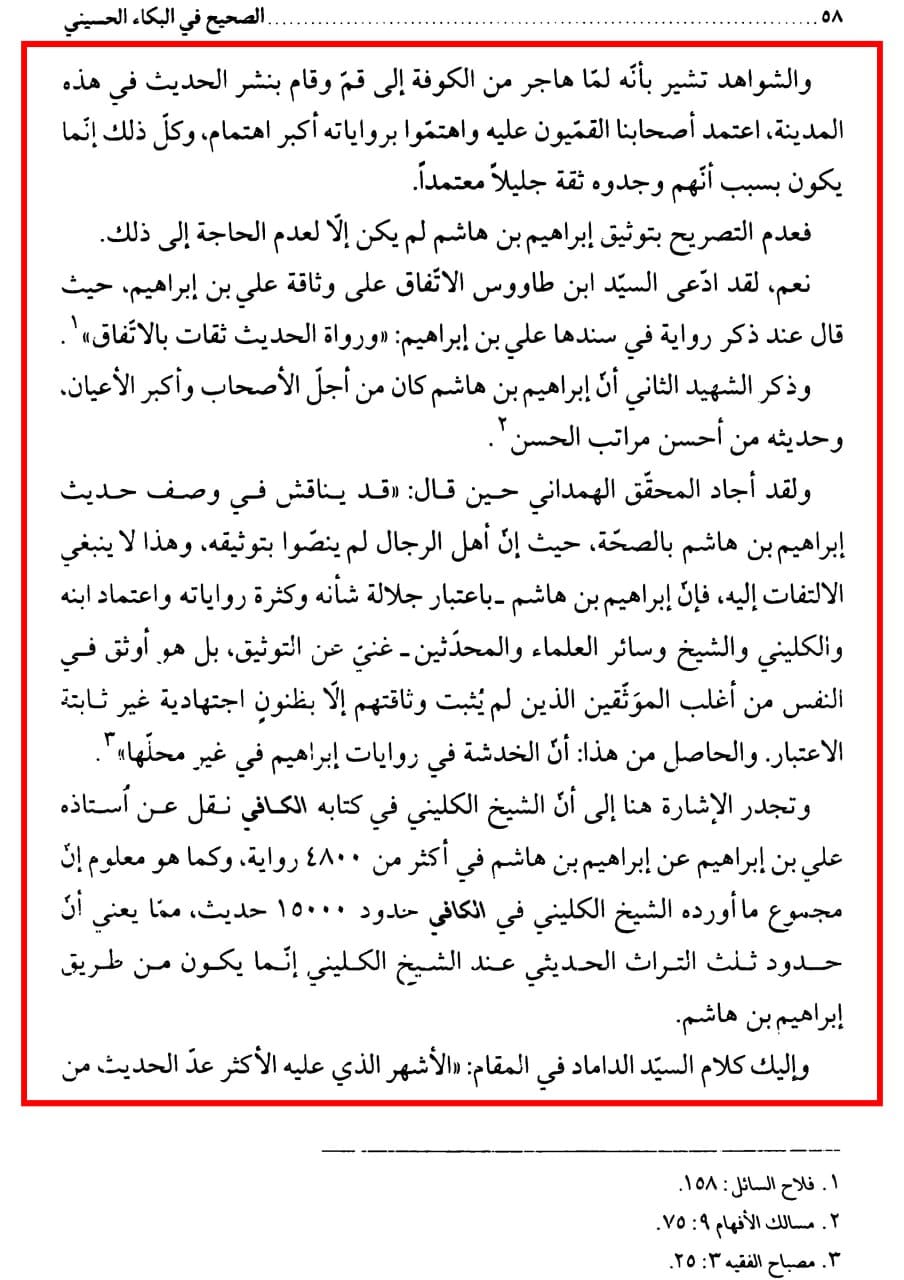 ٥٨ ........ الصحيح في البكاء الحسيني
والشواهد تشير بأنّه لمّا هاجر من الكوفة إلى قمّ وقام بنشر الحديث في هذه
المدينة، اعتمد أصحابنا القمّيون عليه واهتمّوا برواياته أكبر اهتمام، وكلّ ذلك إنّما
يكون بسبب أنّهم وجدوه ثقة جليلاً معتمداً.
فعدم التصريح بتوثيق إبراهيم بن هاشم لم يكن إلّا لعدم الحاجة إلى ذلك.
نعم، لقد ادّعى السيّد ابن طاووس الاتّفاق على وثاقة علي بن إبراهيم، حيث
قال عند ذكر رواية في سندها علي بن إبراهيم: «ورواة الحديث ثقات بالاتّفاق»١.
وذكر الشهيد الثاني أنّ إبراهيم بن هاشم كان من أجلّ الأصحاب وأكبر الأعيان،
وحديثه من أحسن مراتب الحسن٢.
ولقد أجاد المحقّق الهمداني حين قال: «قد يناقش في وصف حديث
إبراهيم بن هاشم بالصحّة، حيث إنّ أهل الرجال لم ينصّوا بتوثيقه، وهذا لا ينبغي
الالتفات إليه، فإنّ إبراهيم بن هاشم ـ باعتبار جلالة شأنه وكثرة رواياته واعتماد ابنه
والكليني والشيخ وسائر العلماء والمحدّثين ـ غنيّ عن التوثيق، بل هو أوثق في
النفس من أغلب الموَثّقين الذين لم يُثبت وثاقتهم إلّا بظنونٍ اجتهادية غير ثابتة
الاعتبار. والحاصل من هذا: أنّ الخدشة في روايات إبراهيم في غير محلّها»٣.
وتجدر الإشارة هنا إلى أنّ الشيخ الكليني في كتابه الكافي نقل عن أُستاذه
علي بن إبراهيم عن إبراهيم بن هاشم في أكثر من ٤٨٠٠ رواية، وكما هو معلوم إنّ
مجموع ما أورده الشيخ الكليني في الكافي حدود ١٥٠٠٠ حديث، ممّا يعني أنّ
حدود ثلث التراث الحديثي عند الشيخ الكليني إنّما يكون من طريق
إبراهيم بن هاشم.
وإليك كلام السيّد الداماد في المقام: «الأشهر الذي عليه الأكثر عدّ الحديث من
١. فلاح السائل: ١٥٨.
٢. مسالك الأفهام ٩: ٧٥.
٣. مصباح الفقيه ٣: ٢٥.